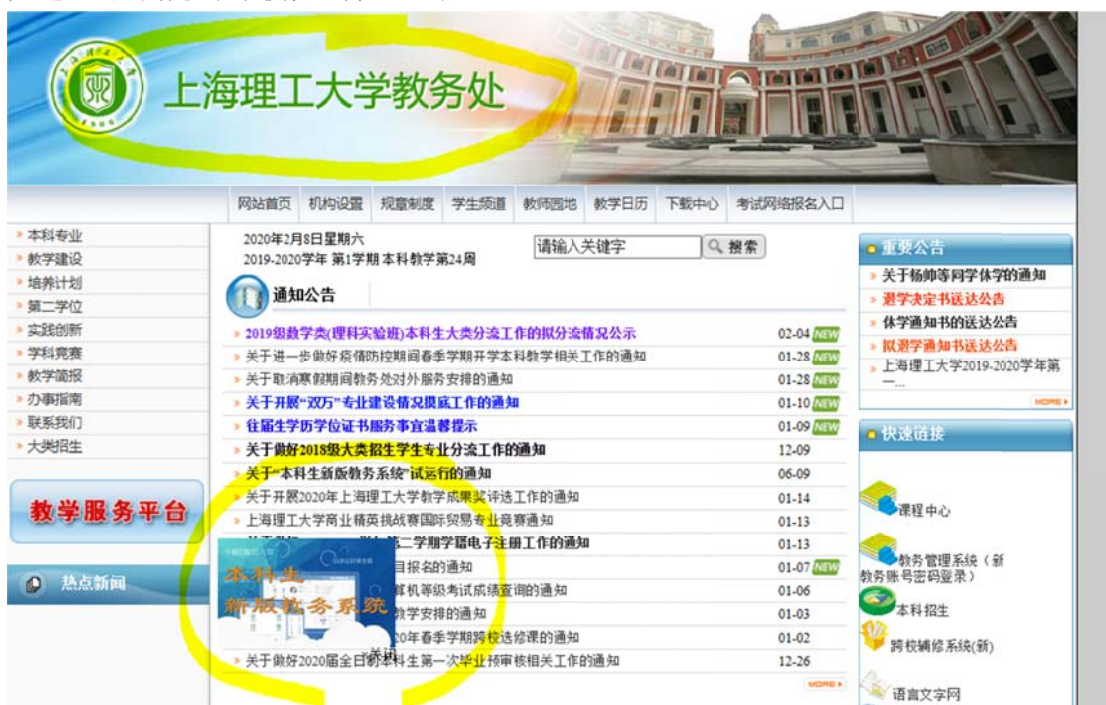 上海理工大学教务处
网站首页 机构设置 规章制度 学生频道 教师园地 教学日历 下载中心 考试网络报名入口
本科专业
教学建设
培养计划
第二学位
实践创新
学科竞赛
教学简报
办事指南
联系我们
大类招生
教学服务平台
热点新闻
2020年2月8日星期六
2019-2020学年 第1学期 本科教学第24周
请输入关键字 搜索
通知公告
2019级数学类(理科实验班)本科生大类分流工作的拟分流情况公示 02-04 NEW
关于进一步做好疫情防控期间春季学期开学本科教学相关工作的通知 01-28 NEW
关于取消寒假期间教务处对外服务安排的通知 01-28 NEW
关于开展“双万”专业建设情况摸底工作的通知 01-10 NEW
往届生学历学位证书服务事宜温馨提示 01-09 NEW
关于做好2018级大类招生学生专业分流工作的通知 12-09
关于“本科生新版教务系统”试运行的通知 06-09
关于开展2020年上海理工大学教学成果奖评选工作的通知 01-14
上海理工大学商业精英挑战赛国际贸易专业竞赛通知 01-13
第二学期学籍电子注册工作的通知 01-13
目报名的通知 01-07 NEW
算机等级考试成绩查询的通知 01-06
教学安排的通知 01-03
20年春季学期跨校选修课的通知 01-02
关于做好2020届全日制本科生第一次毕业预审核相关工作的通知 12-26
MORE
本科生
新版教务系统
关闭
重要公告
关于杨帅等同学休学的通知
退学决定书送达公告
休学通知书的送达公告
拟退学通知书送达公告
上海理工大学2019-2020学年第一...
MORE
快速链接
课程中心
教务管理系统（新
教务账号密码登录）
本科招生
跨校辅修系统(新)
语言文字网